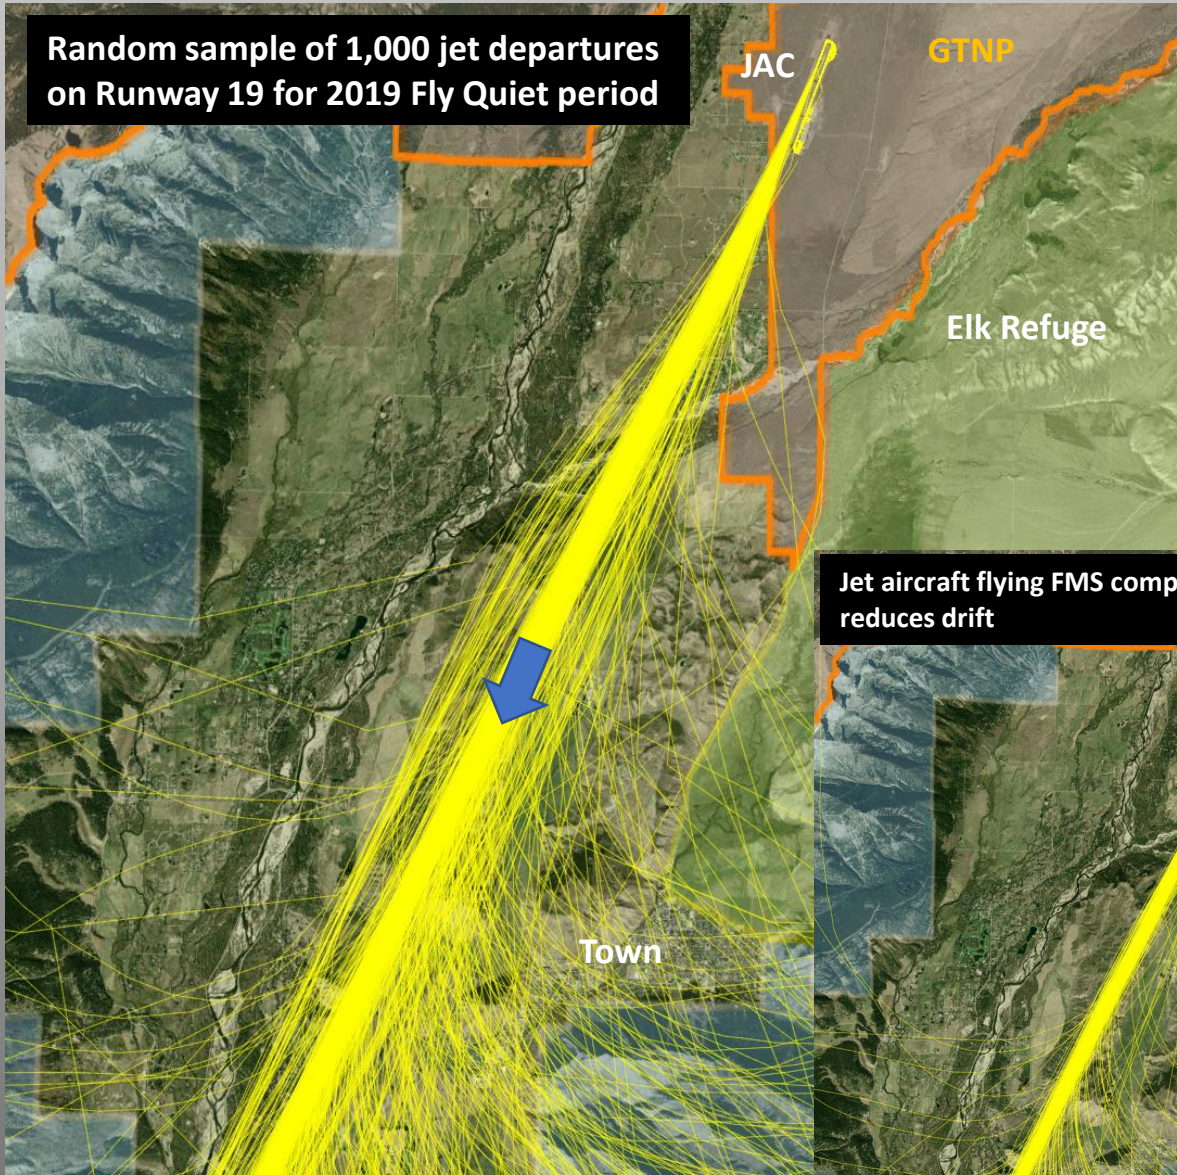 Random sample of 1,000 jet departures
on Runway 19 for 2019 Fly Quiet period
JAC
GTNP
Elk Refuge
Jet aircraft flying FMS comp
reduces drift
Town